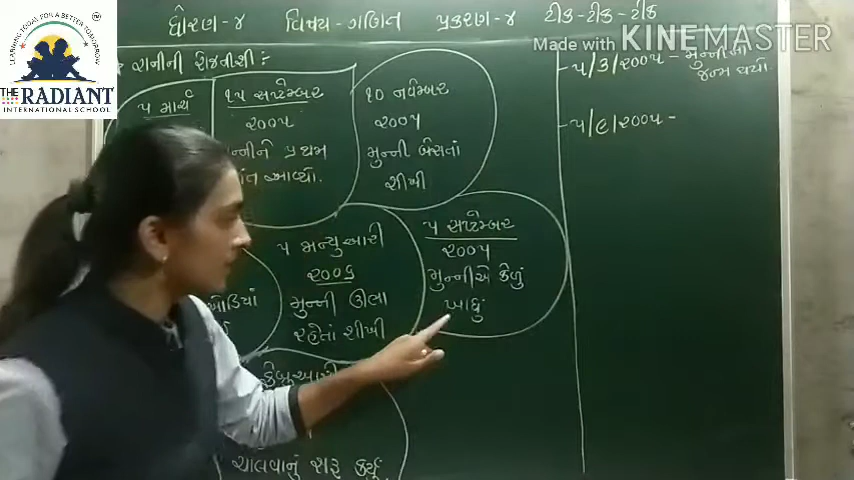 ધોરણ-૪ વિષય-ગણિત પ્રકરણ-૪ ટીક-ટીક-ટીક
Made with KINEMASTER
LEARNING TODAY FOR A BETTER TOMORROW
THE RADIANT
INTERNATIONAL SCHOOL
રાનીની રોજનીશી :-
૫ માર્ચ
૧૫ સપ્ટેમ્બર
૨૦૦૫
પ્રથમ
દાંત આવ્યો.
૧૦ નવેમ્બર
૨૦૦૫
મુન્ની બેસતાં
શીખી
૫ જાન્યુઆરી
૨૦૦૬
મુન્ની ઊભા
રહેતાં શીખી
૫ સપ્ટેમ્બર
૨૦૦૫
મુન્નીએ કેળું
ખાધું
ફેબ્રુઆરી
ચાલવાનું શરૂ કર્યું
- ૫/૩/૨૦૦૫ - મુન્નીનો
જન્મ થયો.
- ૫/૯/૨૦૦૫ -